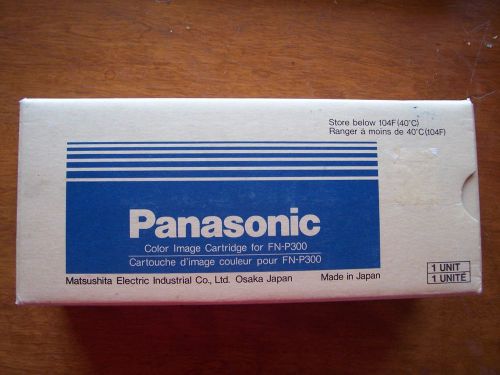 Store below 104F(40°C)
Ranger à moins de 40°C(104F)
Panasonic
Color Image Cartridge for FN-P300
Cartouche d'image couleur pour FN-P300
Matsushita Electric Industrial Co., Ltd. Osaka Japan
Made in Japan
1 UNIT
1 UNITÉ